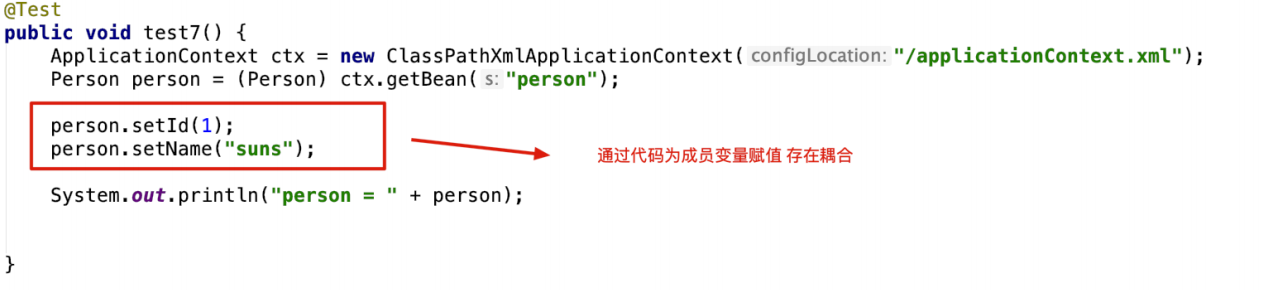 @Test
public void test7() {
ApplicationContext ctx = new ClassPathXmlApplicationContext( configLocation: "/applicationContext.xml");
Person person = (Person) ctx.getBean( s: "person");
person.setId(1);
person.setName("suns");
通过代码为成员变量赋值 存在耦合
System.out.println("person = " + person);
}